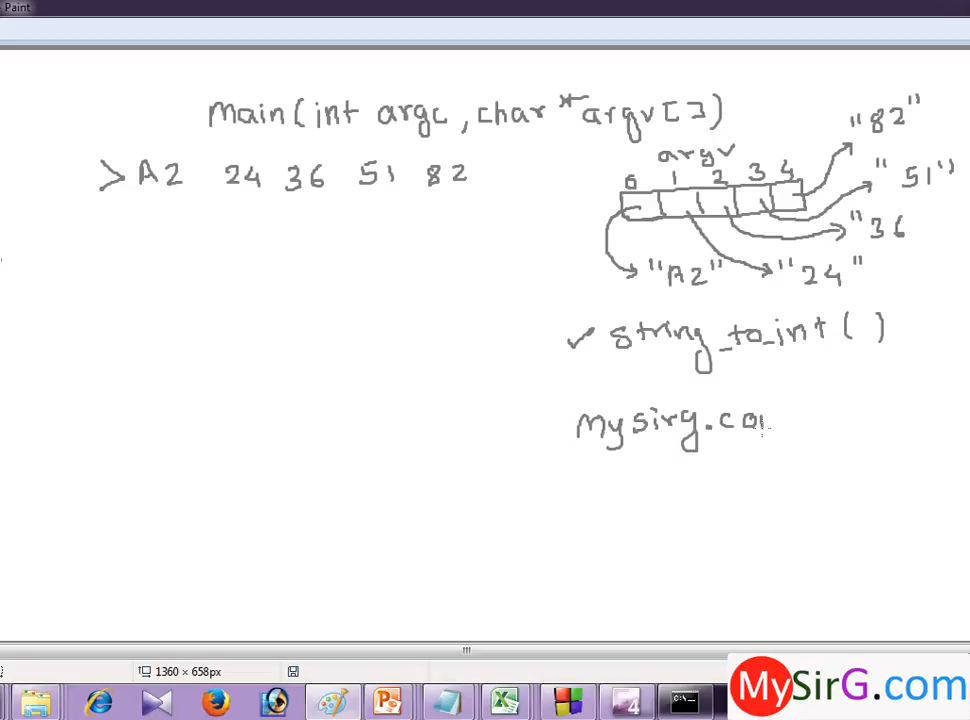 Paint
main(int argc, char *argv[])
"82"
>A2 24 36 51 82
argv
"51"
0 1 2 3 4
"36
"A2" "24"
✓ string_to_int( )
Mysirg.co
1360 × 658px
4
MySirG.com